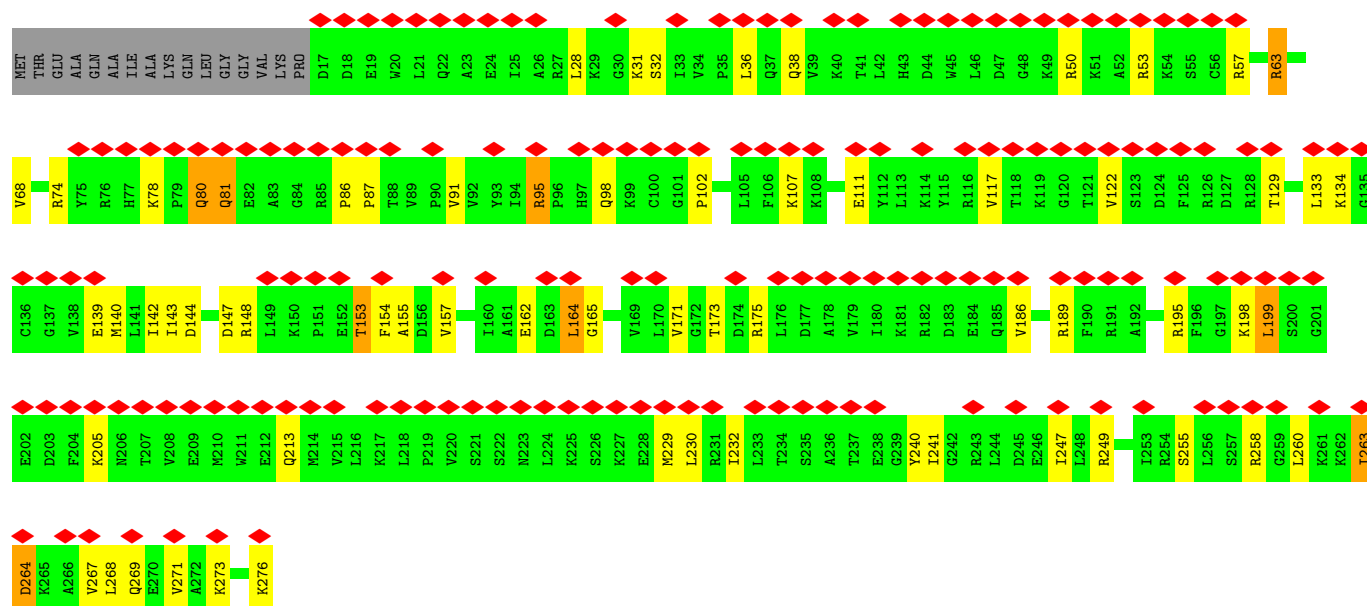 MET THR GLU ALA GLN ALA ILE ALA LYS GLN LEU GLY GLY VAL LYS PRO D17 D18 E19 W20 L21 Q22 A23 E24 I25 A26 R27 L28 K29 G30 K31 S32 I33 V34 P35 L36 Q37 Q38 V39 K40 T41 L42 H43 D44 W45 L46 D47 G48 K49 R50 K51 A52 R53 K54 S55 C56 R57 R63
V68 R74 Y75 R76 H77 K78 P79 Q80 Q81 E82 A83 G84 R85 P86 P87 T88 V89 P90 V91 V92 Y93 I94 R95 P96 H97 Q98 K99 C100 G101 P102 L105 F106 K107 K108 E111 Y112 L113 K114 Y115 R116 V117 T118 K119 G120 T121 V122 S123 D124 F125 R126 D127 R128 T129 L133 K134 G135
C136 G137 V138 E139 M140 L141 I142 I143 D144 D147 R148 L149 K150 P151 E152 T153 F154 A155 D156 V157 I160 A161 E162 D163 L164 G165 V169 L170 V171 G172 T173 D174 R175 L176 D177 A178 V179 I180 K181 R182 D183 E184 Q185 V186 R189 F190 R191 A192 R195 F196 G197 K198 L199 S200 G201
E202 D203 F204 K205 N206 T207 V208 E209 M210 W211 E212 Q213 M214 V215 L216 K217 L218 P219 V220 S221 S222 N223 L224 K225 S226 K227 E228 M229 L230 R231 I232 L233 T234 S235 A236 T237 E238 G239 Y240 I241 G242 R243 L244 D245 E246 I247 L248 R249 I253 R254 S255 L256 S257 R258 G259 L260 K261 K262 I263
D264 K265 A266 V267 L268 Q269 E270 V271 A272 K273 K276